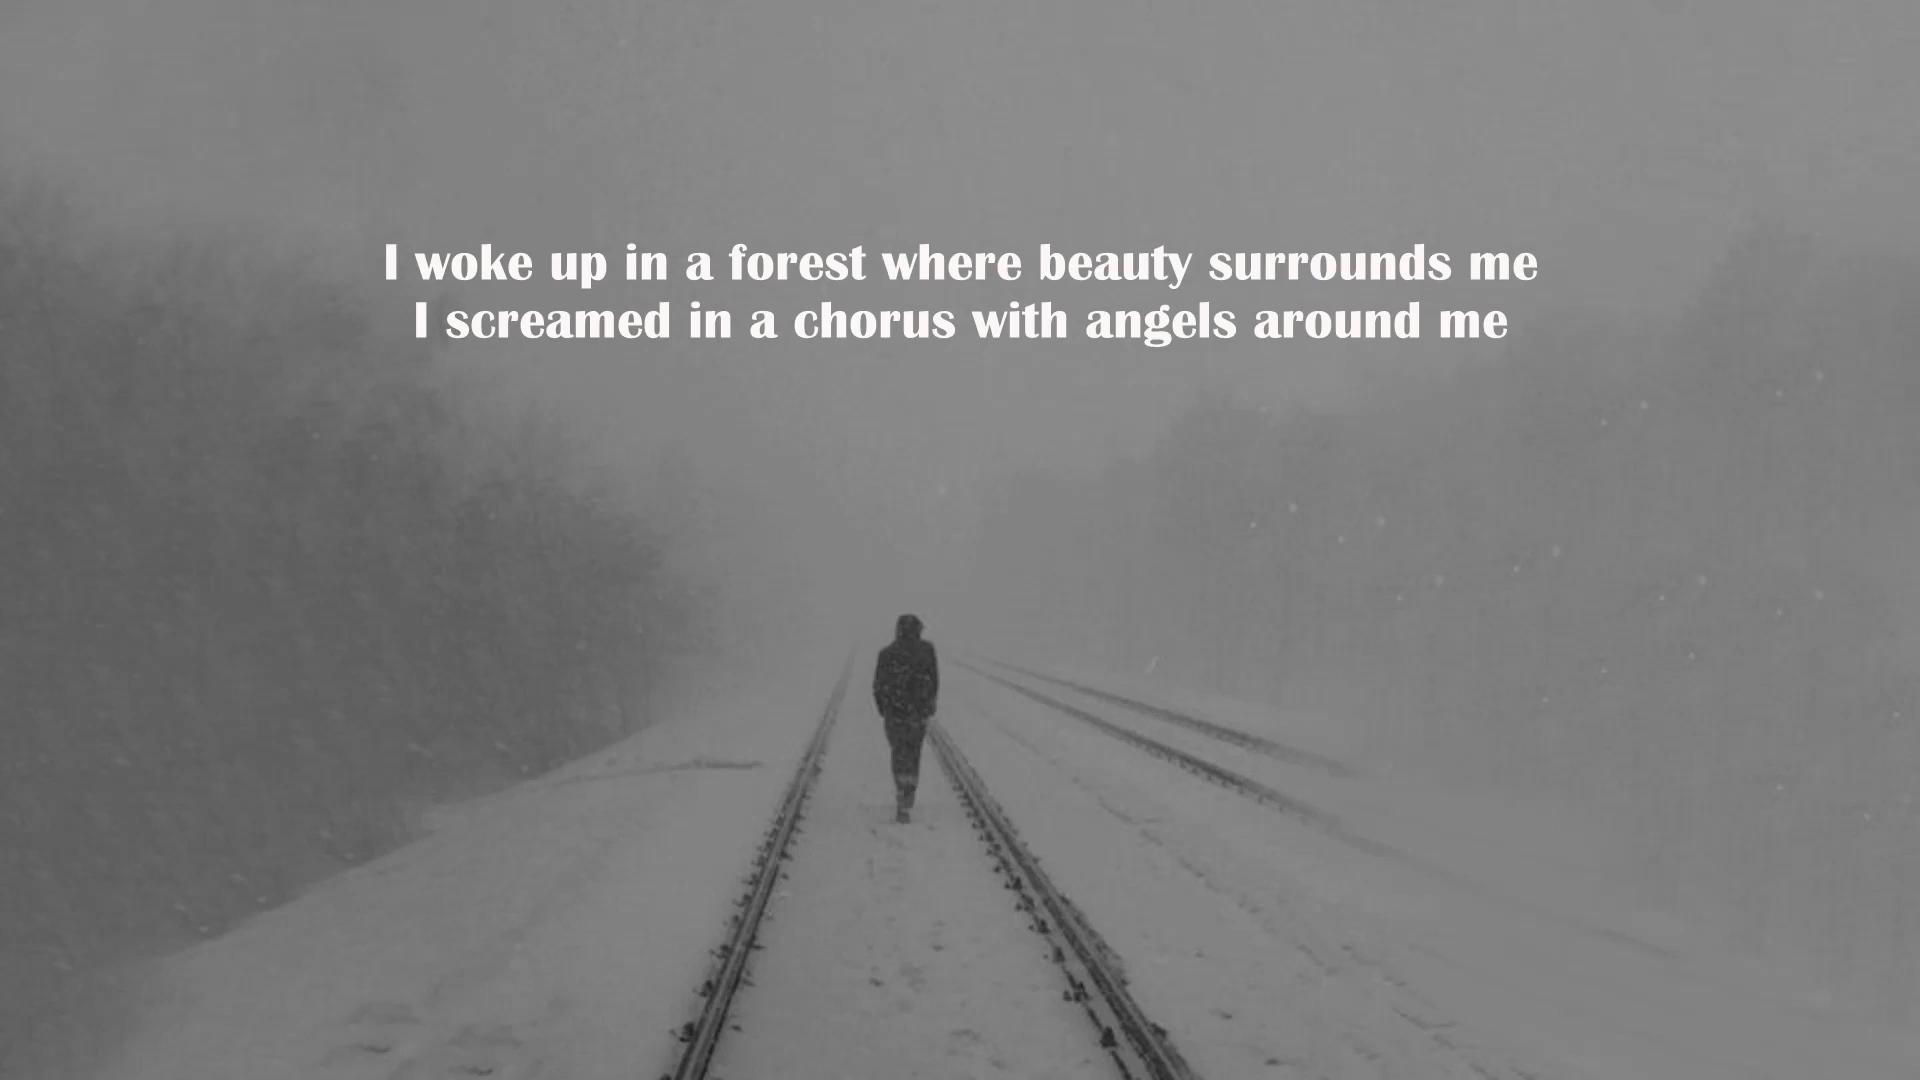 I woke up in a forest where beauty surrounds me
I screamed in a chorus with angels around me